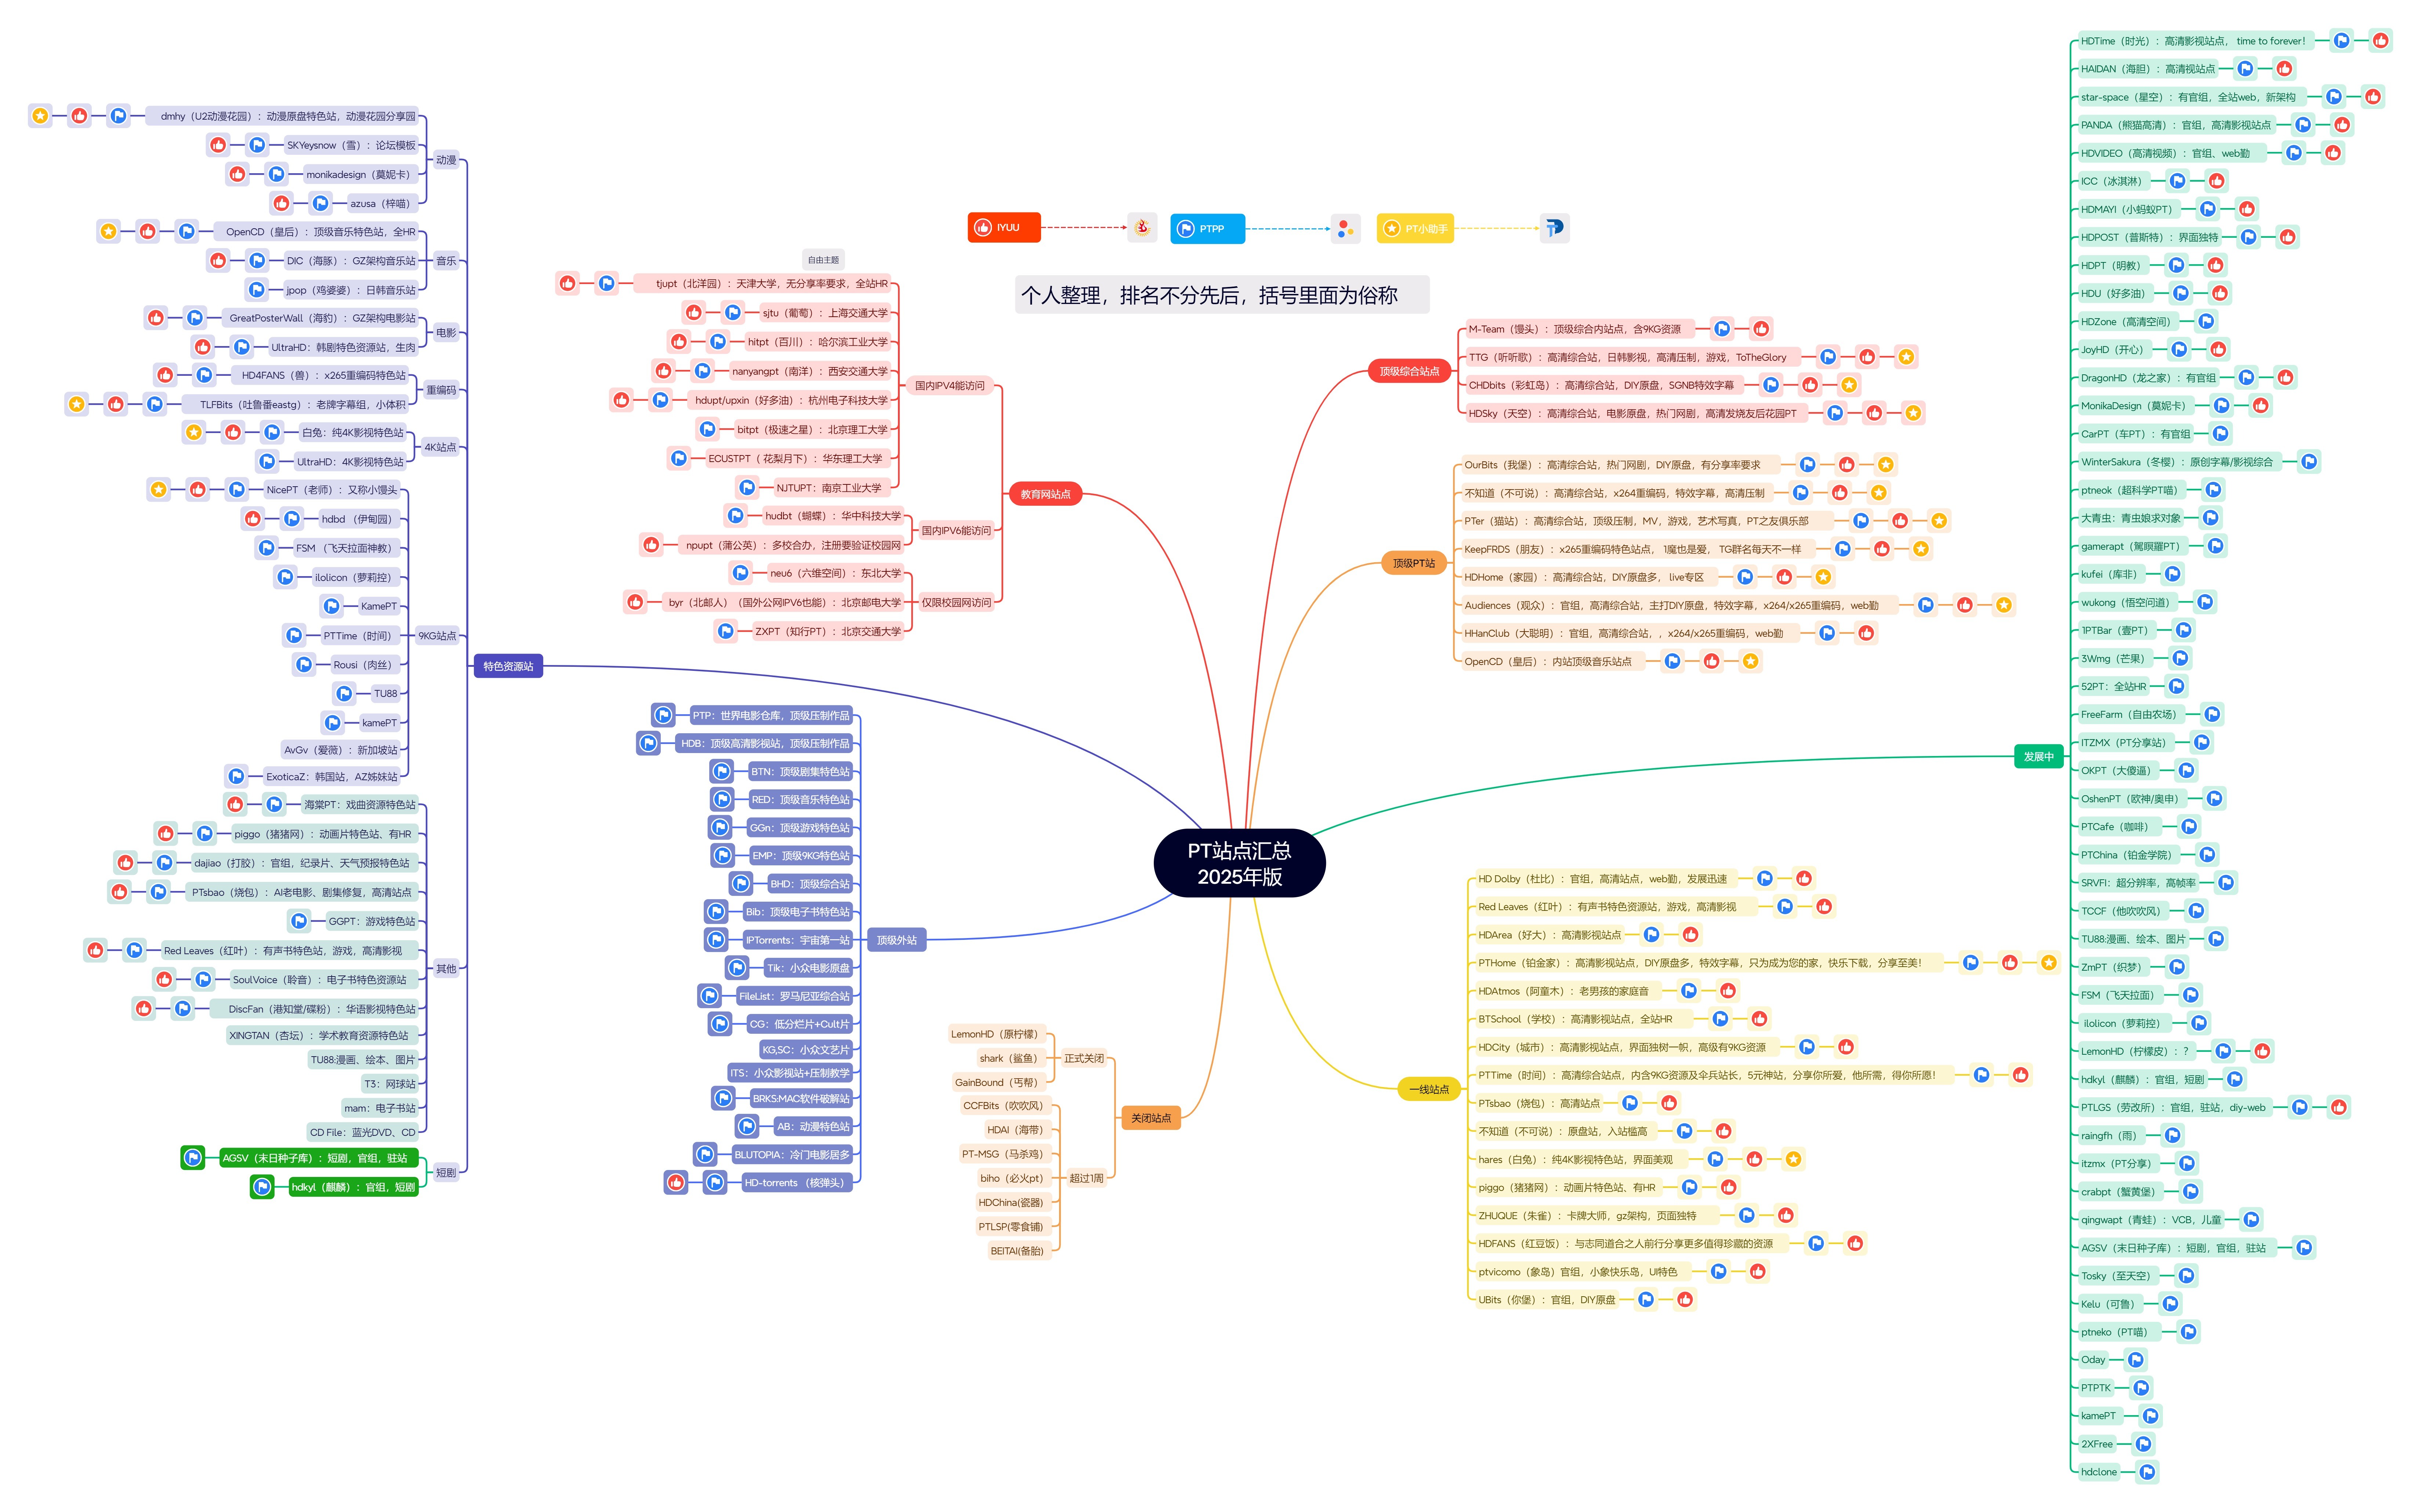 IYUU
PTPP
PT小助手
个人整理，排名不分先后，括号里面为俗称
自由主题
PT站点汇总
2025年版
顶级综合站点
M-Team（馒头）：顶级综合内站点，含9KG资源
TTG（听听歌）：高清综合站，日韩影视，高清压制，游戏，ToTheGlory
CHDbits（彩虹岛）：高清综合站，DIY原盘，SGNB特效字幕
HDSky（天空）：高清综合站，电影原盘，热门网剧，高清发烧友后花园PT
顶级PT站
OurBits（我堡）：高清综合站，热门网剧，DIY原盘，有分享率要求
不知道（不可说）：高清综合站，x264重编码，特效字幕，高清压制
PTer（猫站）：高清综合站，顶级压制，MV，游戏，艺术写真，PT之友俱乐部
KeepFRDS（朋友）：x265重编码特色站点， 1魔也是爱， TG群名每天不一样
HDHome（家园）：高清综合站，DIY原盘多， live专区
Audiences（观众）：官组，高清综合站，主打DIY原盘，特效字幕，x264/x265重编码，web勤
HHanClub（大聪明）：官组，高清综合站，，x264/x265重编码，web勤
OpenCD（皇后）：内站顶级音乐站点
发展中
HDTime（时光）：高清影视站点， time to forever！
HAIDAN（海胆）：高清视站点
star-space（星空）：有官组，全站web，新架构
PANDA（熊猫高清）：官组，高清影视站点
HDVIDEO（高清视频）：官组、web勤
ICC（冰淇淋）
HDMAYI（小蚂蚁PT）
HDPOST（普斯特）：界面独特
HDPT（明教）
HDU（好多油）
HDZone（高清空间）
JoyHD（开心）
DragonHD（龙之家）：有官组
MonikaDesign（莫妮卡）
CarPT（车PT）：有官组
WinterSakura（冬樱）：原创字幕/影视综合
ptneok（超科学PT喵）
大青虫：青虫娘求对象
gamerapt（駕瞑羅PT）
kufei（库非）
wukong（悟空问道）
1PTBar（壹PT）
3Wmg（芒果）
52PT：全站HR
FreeFarm（自由农场）
ITZMX（PT分享站）
OKPT（大傻逼）
OshenPT（欧神/奥申）
PTCafe（咖啡）
PTChina（铂金学院）
SRVFI：超分辨率，高帧率
TCCF（他吹吹风）
TU88:漫画、绘本、图片
ZmPT（织梦）
FSM（飞天拉面）
ilolicon（萝莉控）
LemonHD（柠檬皮）：？
hdkyl（麒麟）：官组，短剧
PTLGS（劳改所）：官组，驻站，diy-web
raingfh（雨）
itzmx（PT分享）
crabpt（蟹黄堡）
qingwapt（青蛙）：VCB，儿童
AGSV（末日种子库）：短剧，官组，驻站
Tosky（至天空）
Kelu（可鲁）
ptneko（PT喵）
Oday
PTPTK
kamePT
2XFree
hdclone
一线站点
HD Dolby（杜比）：官组，高清站点，web勤，发展迅速
Red Leaves（红叶）：有声书特色资源站，游戏，高清影视
HDArea（好大）：高清影视站点
PTHome（铂金家）：高清影视站点，DIY原盘多，特效字幕，只为成为您的家，快乐下载，分享至美！
HDAtmos（阿童木）：老男孩的家庭音
BTSchool（学校）：高清影视站点，全站HR
HDCity（城市）：高清影视站点，界面独树一帜，高级有9KG资源
PTTime（时间）：高清综合站点，内含9KG资源及伞兵站长，5元神站，分享你所爱，他所需，得你所愿！
PTsbao（烧包）：高清站点
不知道（不可说）：原盘站，入站槛高
hares（白兔）：纯4K影视特色站，界面美观
piggo（猪猪网）：动画片特色站、有HR
ZHUQUE（朱雀）：卡牌大师，gz架构，页面独特
HDFANS（红豆饭）：与志同道合之人前行分享更多值得珍藏的资源
ptvicomo（象岛）官组，小象快乐岛，UI特色
UBits（你堡）：官组，DIY原盘
关闭站点
正式关闭
LemonHD（原柠檬）
shark（鲨鱼）
GainBound（丐帮）
超过1周
CCFBits（吹吹风）
HDAI（海带）
PT-MSG（马杀鸡）
biho（必火pt）
HDChina(瓷器)
PTLSP(零食铺)
BEITAI(备胎)
顶级外站
PTP：世界电影仓库，顶级压制作品
HDB：顶级高清影视站，顶级压制作品
BTN：顶级剧集特色站
RED：顶级音乐特色站
GGn：顶级游戏特色站
EMP：顶级9KG特色站
BHD：顶级综合站
Bib：顶级电子书特色站
IPTorrents：宇宙第一站
Tik：小众电影原盘
FileList：罗马尼亚综合站
CG：低分烂片+Cult片
KG,SC：小众文艺片
ITS：小众影视站+压制教学
BRKS:MAC软件破解站
AB：动漫特色站
BLUTOPIA：冷门电影居多
HD-torrents （核弹头）
教育网站点
国内IPV4能访问
tjupt（北洋园）：天津大学，无分享率要求，全站HR
sjtu（葡萄）：上海交通大学
hitpt（百川）：哈尔滨工业大学
nanyangpt（南洋）：西安交通大学
hdupt/upxin（好多油）：杭州电子科技大学
bitpt（极速之星）：北京理工大学
ECUSTPT（ 花梨月下）：华东理工大学
NJTUPT：南京工业大学
国内IPV6能访问
hudbt（蝴蝶）：华中科技大学
npupt（蒲公英）：多校合办，注册要验证校园网
仅限校园网访问
neu6（六维空间）：东北大学
byr（北邮人）（国外公网IPV6也能）：北京邮电大学
ZXPT（知行PT）：北京交通大学
特色资源站
动漫
dmhy（U2动漫花园）：动漫原盘特色站，动漫花园分享园
SKYeysnow（雪）：论坛模板
monikadesign（莫妮卡）
azusa（梓喵）
音乐
OpenCD（皇后）：顶级音乐特色站，全HR
DIC（海豚）：GZ架构音乐站
jpop（鸡婆婆）：日韩音乐站
电影
GreatPosterWall（海豹）：GZ架构电影站
UltraHD：韩剧特色资源站，生肉
重编码
HD4FANS（兽）：x265重编码特色站
TLFBits（吐鲁番eastg）：老牌字幕组，小体积
4K站点
白兔：纯4K影视特色站
UltraHD：4K影视特色站
9KG站点
NicePT（老师）：又称小馒头
hdbd （伊甸园）
FSM （飞天拉面神教）
ilolicon（萝莉控）
KamePT
PTTime（时间）
Rousi（肉丝）
TU88
kamePT
AvGv（爱薇）：新加坡站
ExoticaZ：韩国站，AZ姊妹站
其他
海棠PT：戏曲资源特色站
piggo（猪猪网）：动画片特色站、有HR
dajiao（打胶）：官组，纪录片、天气预报特色站
PTsbao（烧包）：AI老电影、剧集修复，高清站点
GGPT：游戏特色站
Red Leaves（红叶）：有声书特色站，游戏，高清影视
SoulVoice（聆音）：电子书特色资源站
DiscFan（港知堂/碟粉）：华语影视特色站
XINGTAN（杏坛）：学术教育资源特色站
TU88:漫画、绘本、图片
T3：网球站
mam：电子书站
CD File：蓝光DVD、CD
短剧
AGSV（末日种子库）：短剧，官组，驻站
hdkyl（麒麟）：官组，短剧